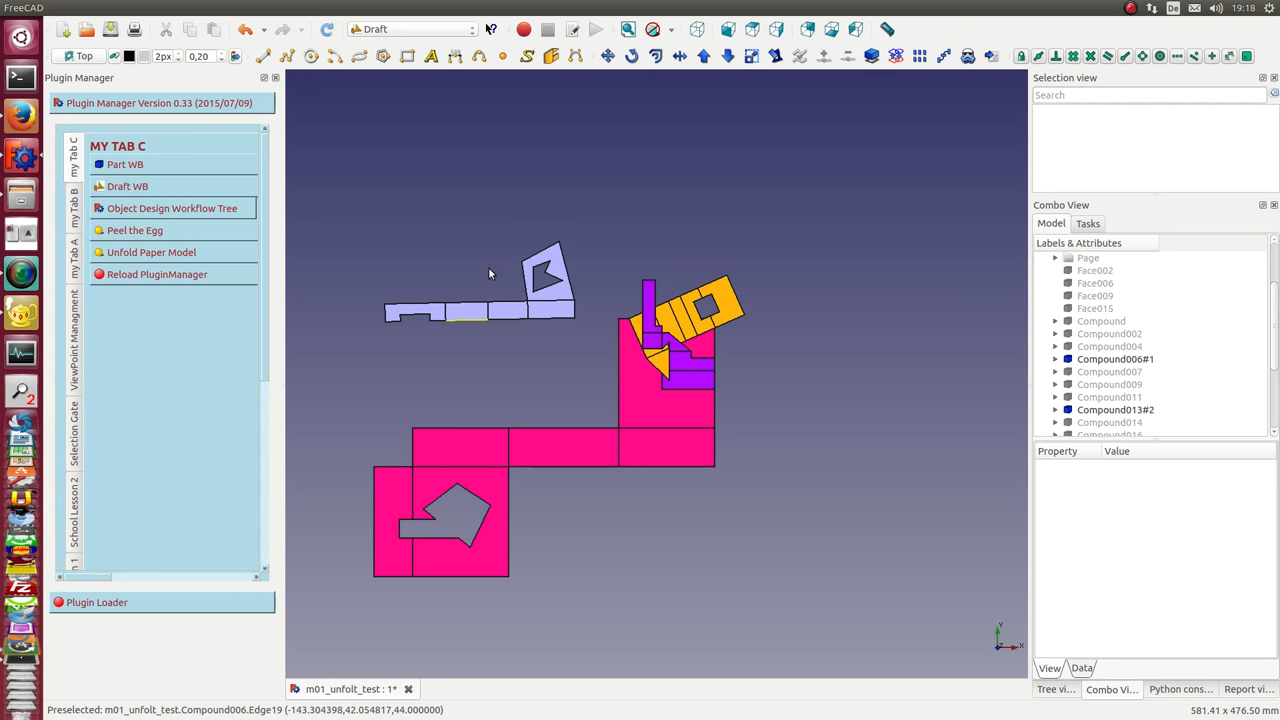 FreeCAD
De
19:18
Draft
Top
2px
0,20
Plugin Manager
Plugin Manager Version 0.33 (2015/07/09)
my Tab C
my Tab B
my Tab A
ViewPoint Managment
Selection Gate
School Lesson 2
MY TAB C
Part WB
Draft WB
Object Design Workflow Tree
Peel the Egg
Unfold Paper Model
Reload PluginManager
Plugin Loader
m01_unfolt_test : 1*
Selection view
Search
Combo View
Model
Tasks
Labels & Attributes
Page
Face002
Face006
Face009
Face015
Compound
Compound002
Compound004
Compound006#1
Compound007
Compound009
Compound011
Compound013#2
Compound014
Compound016
Property
Value
View
Data
Tree vi...
Combo Vi...
Python cons...
Report vi...
Preselected: m01_unfolt_test.Compound006.Edge19 (-143.304398,42.054817,44.000000)
581.41 x 476.50 mm